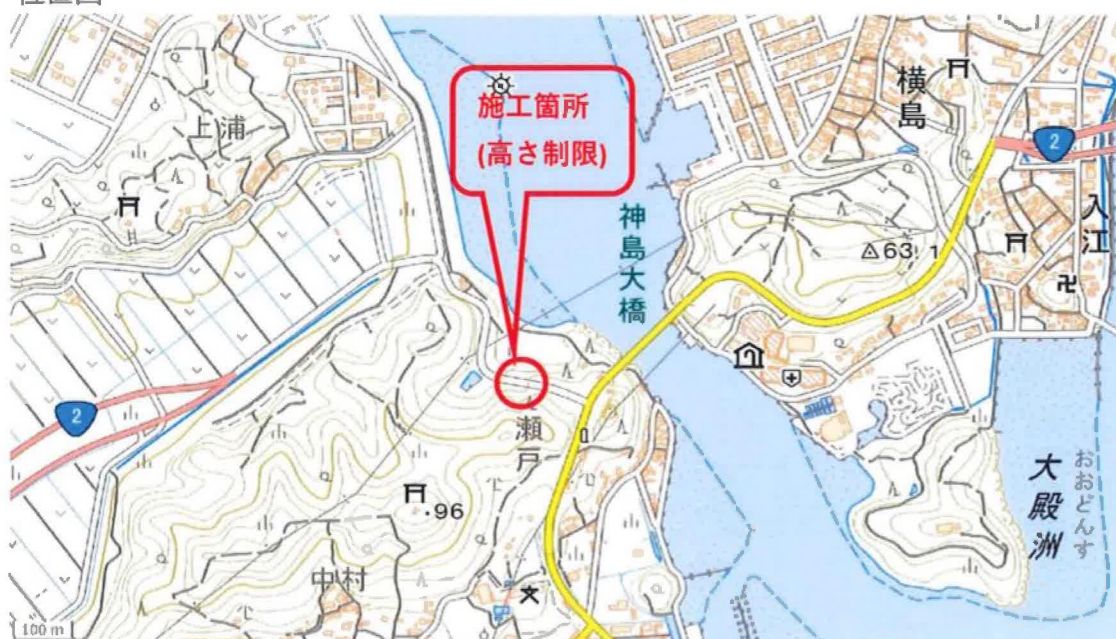 位置図
施工箇所
(高さ制限)
上浦
横島
2
入江
神島大橋
63.1
瀬戸
2
96
中村
大殿洲
おおどんす
100 m